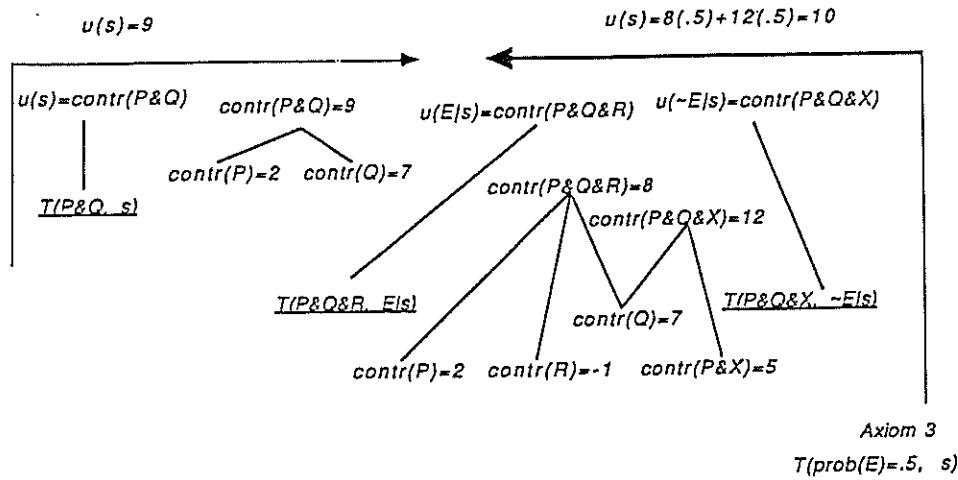 u(s)=9
u(s)=8(.5)+12(.5)=10
u(s)=contr(P&Q)
contr(P&Q)=9
u(E|s)=contr(P&Q&R)
u(~E|s)=contr(P&Q&X)
contr(P)=2
contr(Q)=7
T(P&Q, s)
contr(P&Q&R)=8
contr(P&Q&X)=12
T(P&Q&R, E|s)
contr(Q)=7
T(P&Q&X, ~E|s)
contr(P)=2
contr(R)=-1
contr(P&X)=5
Axiom 3
T(prob(E)=.5, s)